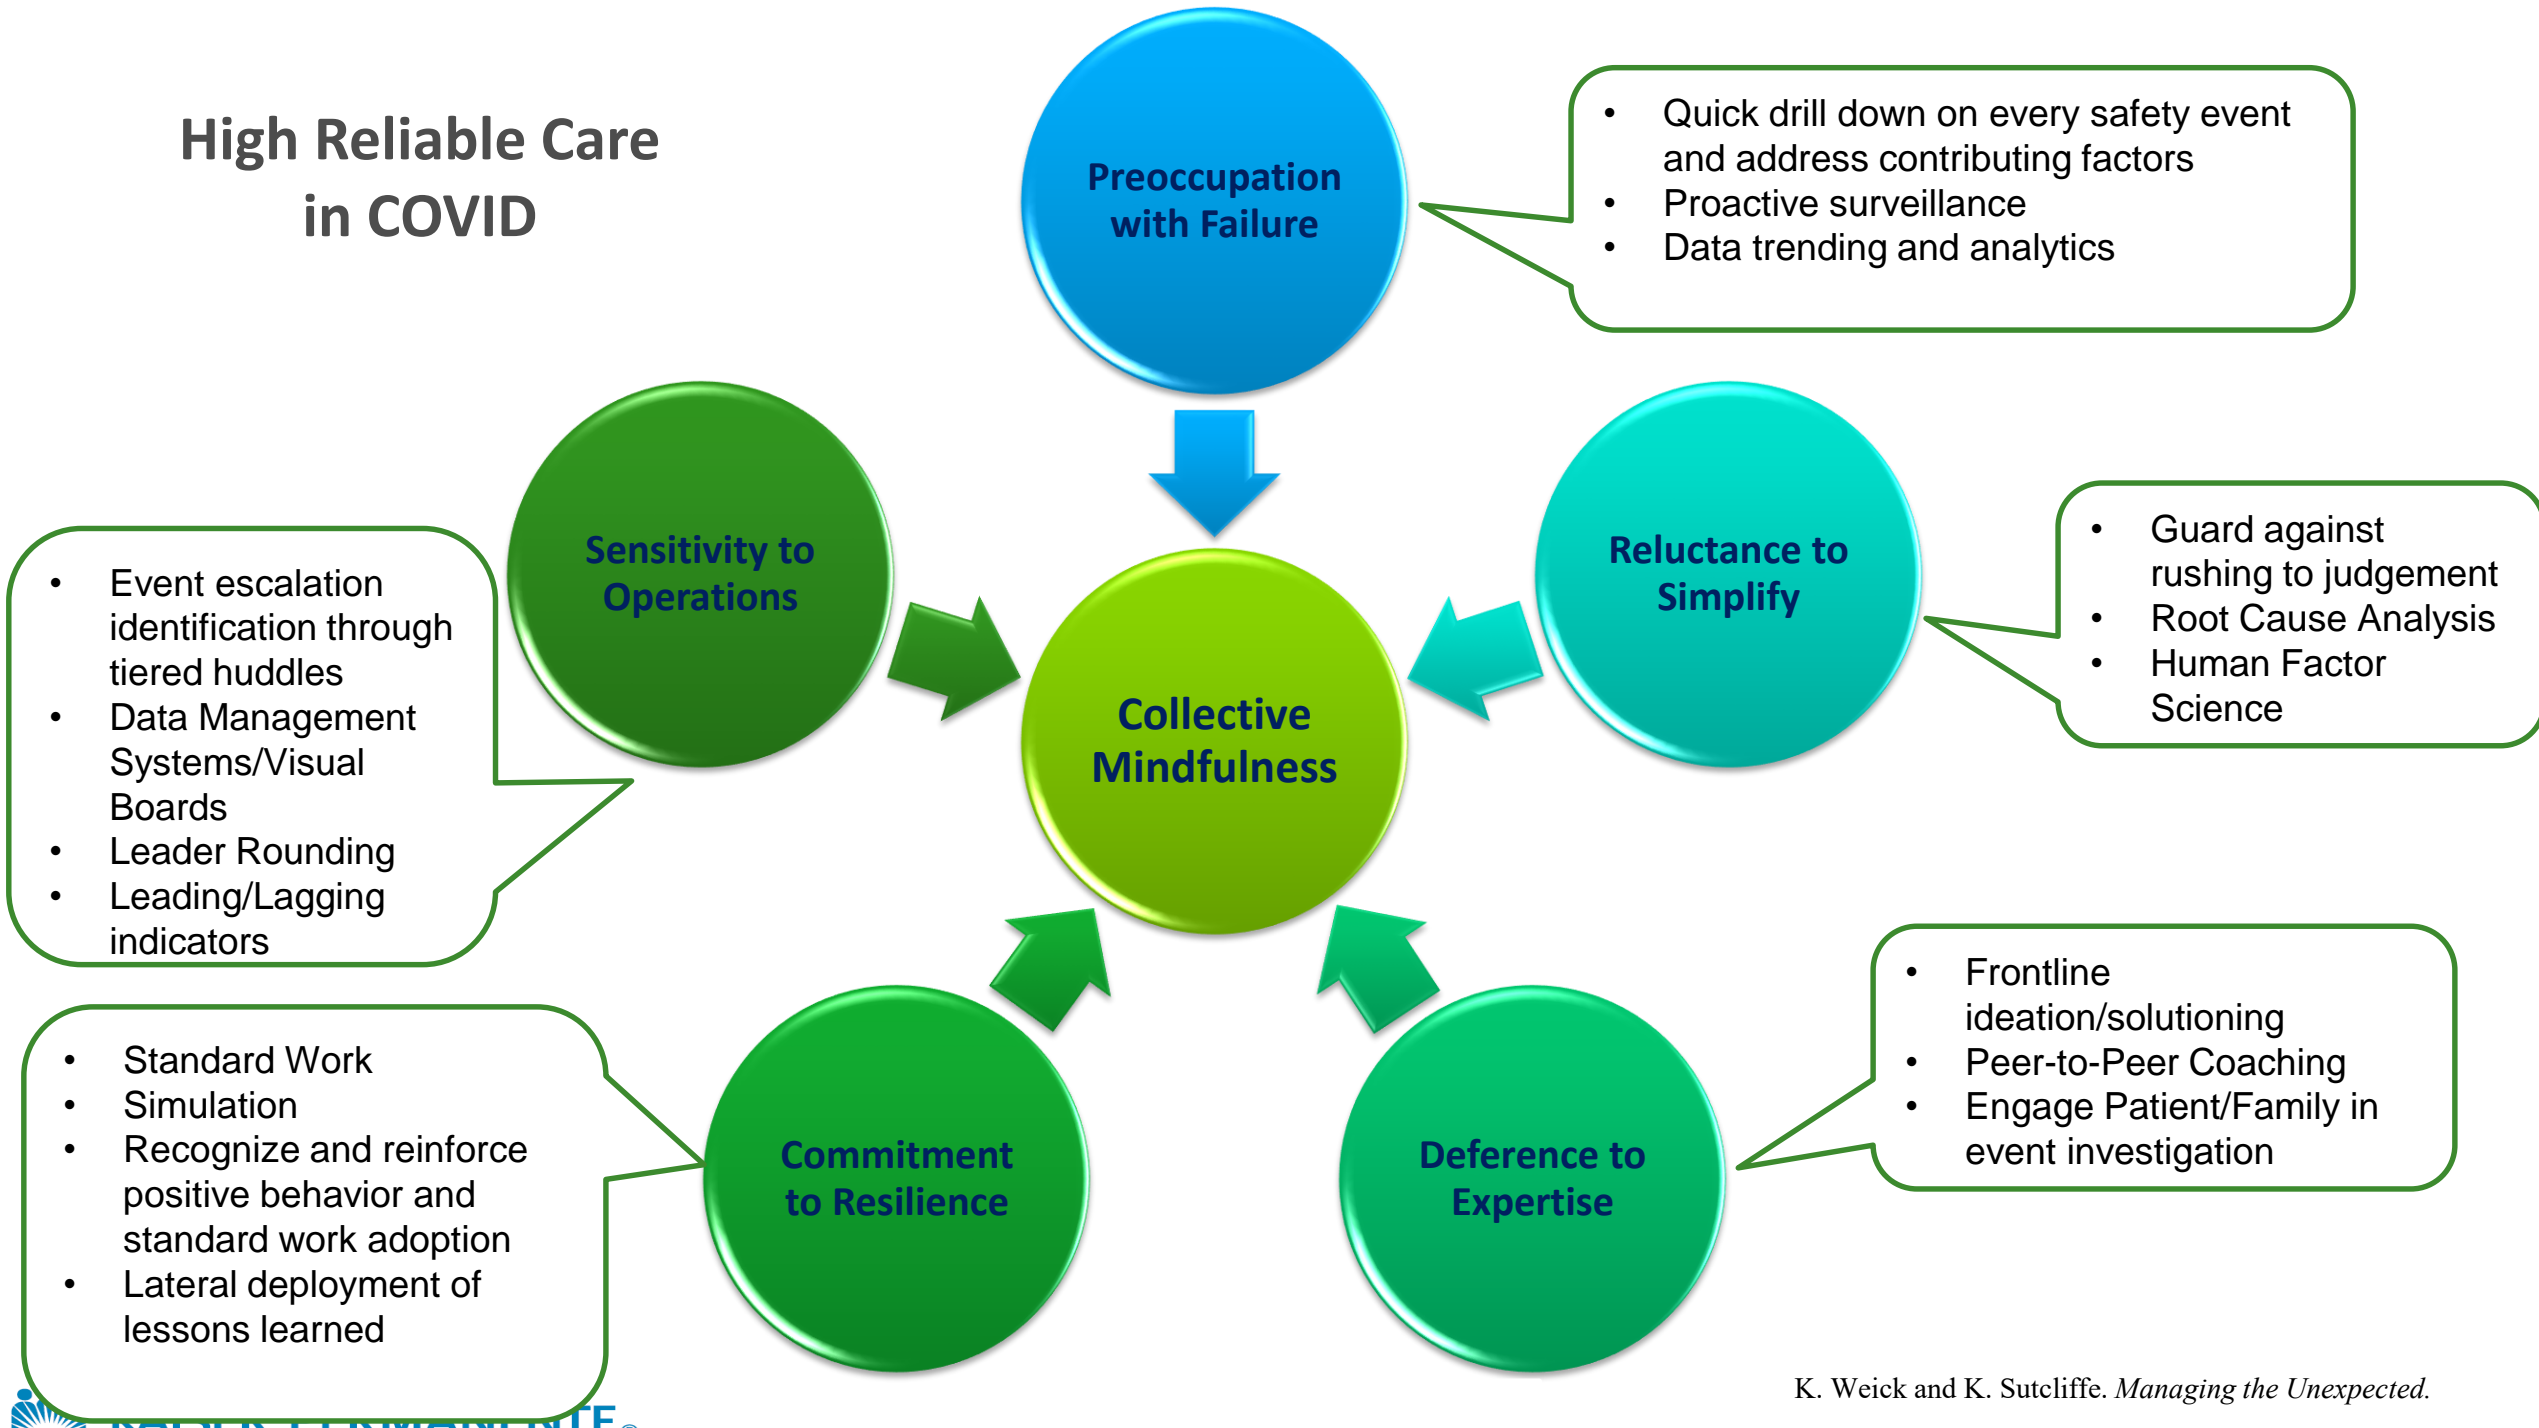 High Reliable Care
in COVID
Preoccupation
with Failure
• Quick drill down on every safety event
and address contributing factors
• Proactive surveillance
• Data trending and analytics
Sensitivity to
Operations
• Event escalation
identification through
tiered huddles
• Data Management
Systems/Visual
Boards
• Leader Rounding
• Leading/Lagging
indicators
Reluctance to
Simplify
• Guard against
rushing to judgement
• Root Cause Analysis
• Human Factor
Science
Collective
Mindfulness
Commitment
to Resilience
• Standard Work
• Simulation
• Recognize and reinforce
positive behavior and
standard work adoption
• Lateral deployment of
lessons learned
Deference to
Expertise
• Frontline
ideation/solutioning
• Peer-to-Peer Coaching
• Engage Patient/Family in
event investigation
K. Weick and K. Sutcliffe. Managing the Unexpected.
KAISER PERMANENTE®